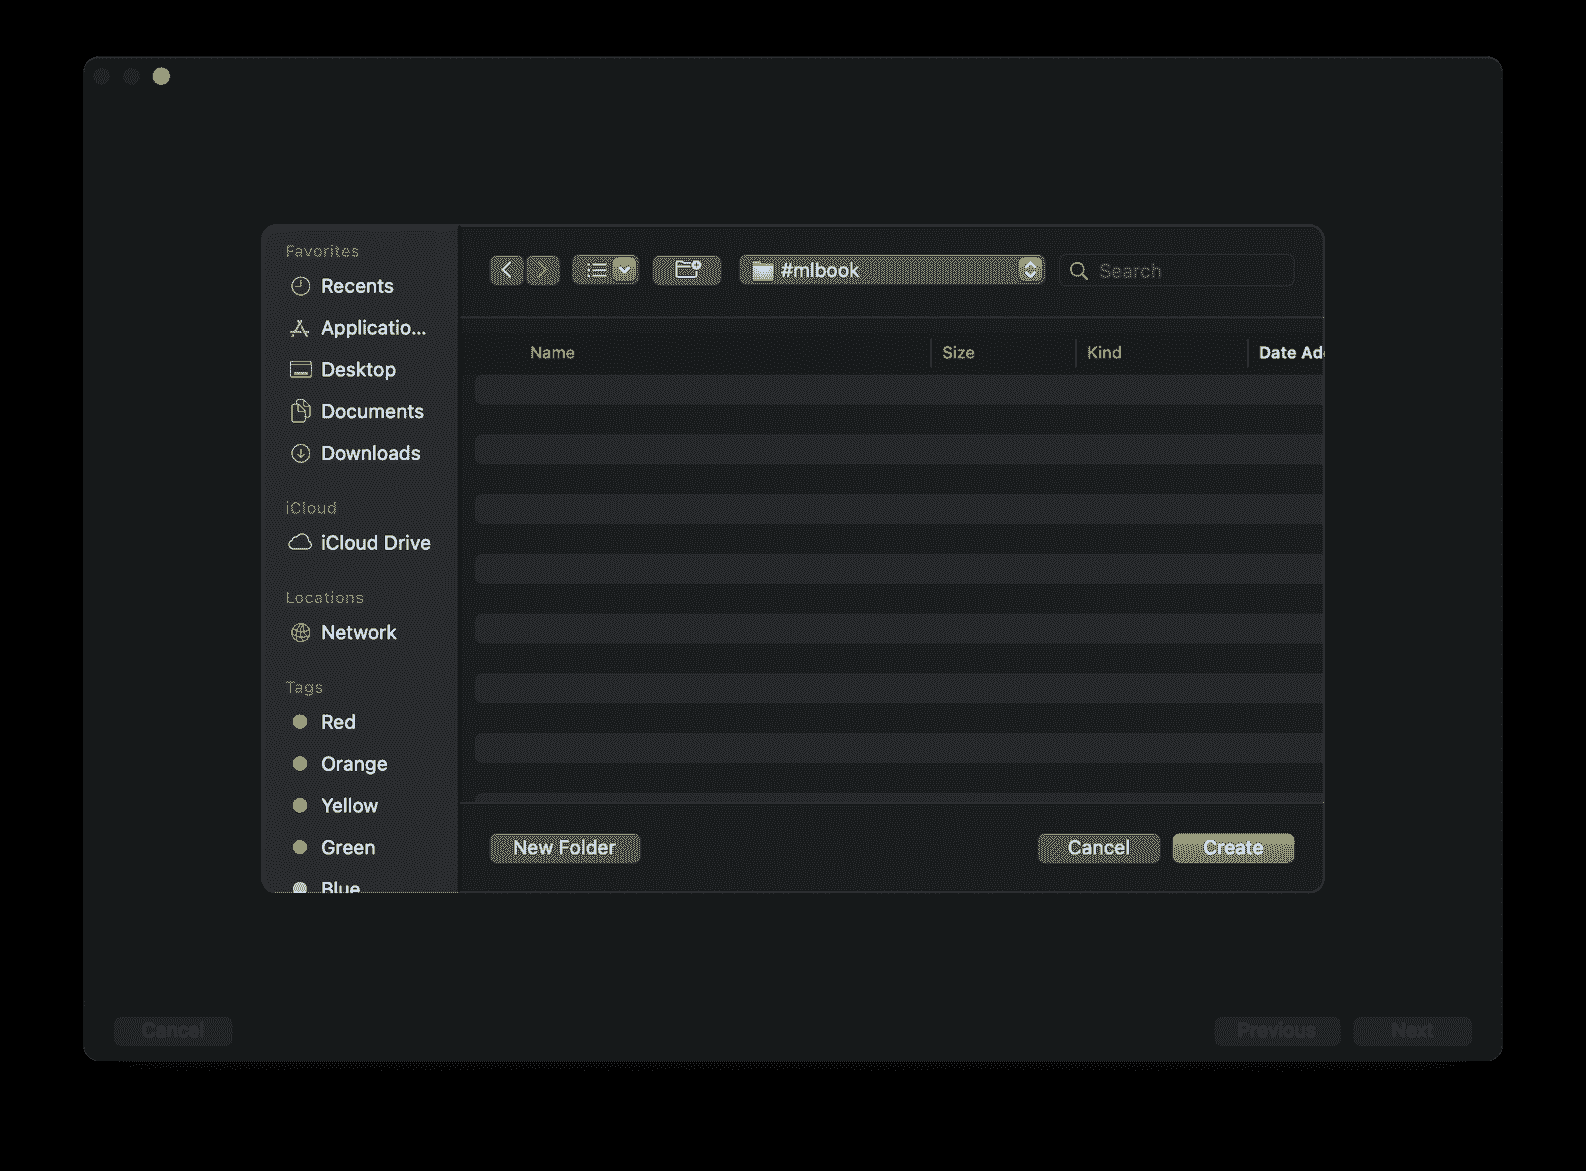 Favorites
Recents
Applicatio...
Desktop
Documents
Downloads
iCloud
iCloud Drive
Locations
Network
Tags
Red
Orange
Yellow
Green
Blue
#mlbook
Search
Name Size Kind Date Ad
New Folder Cancel Create
Cancel Previous Next